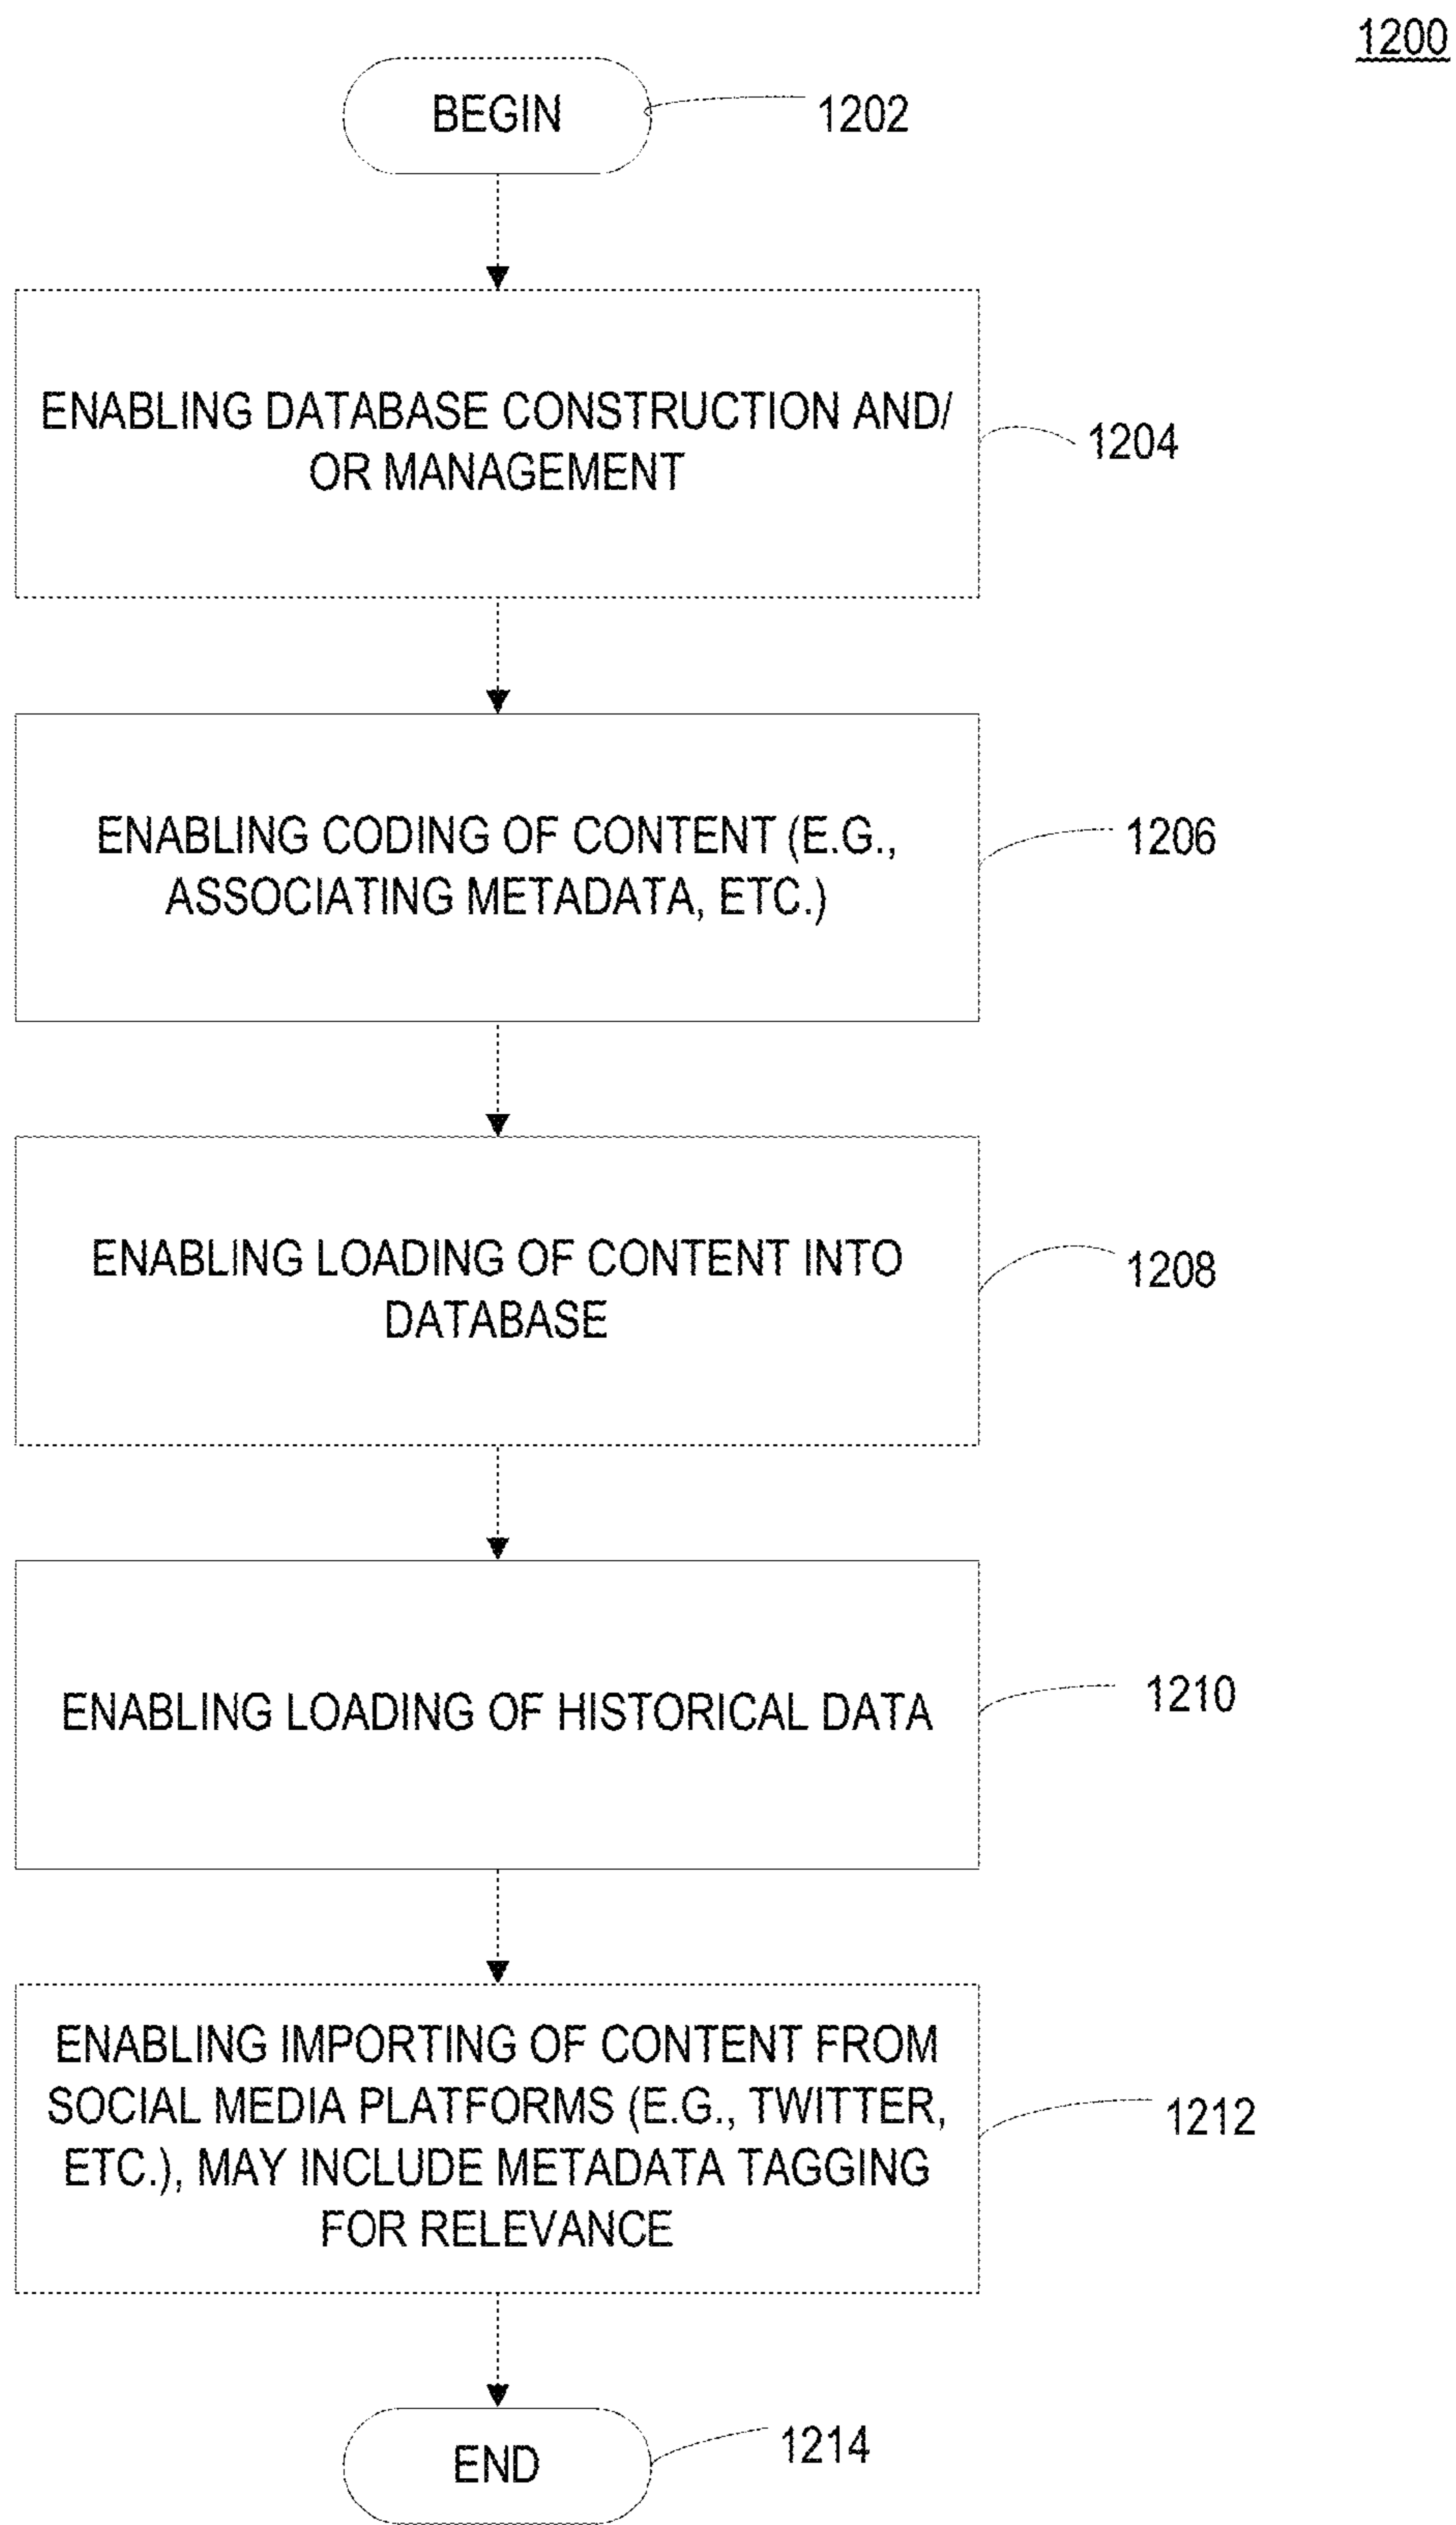 1200
BEGIN
1202
ENABLING DATABASE CONSTRUCTION AND/
OR MANAGEMENT
1204
ENABLING CODING OF CONTENT (E.G.,
ASSOCIATING METADATA, ETC.)
1206
ENABLING LOADING OF CONTENT INTO
DATABASE
1208
ENABLING LOADING OF HISTORICAL DATA
1210
ENABLING IMPORTING OF CONTENT FROM
SOCIAL MEDIA PLATFORMS (E.G., TWITTER,
ETC.), MAY INCLUDE METADATA TAGGING
FOR RELEVANCE
1212
END
1214